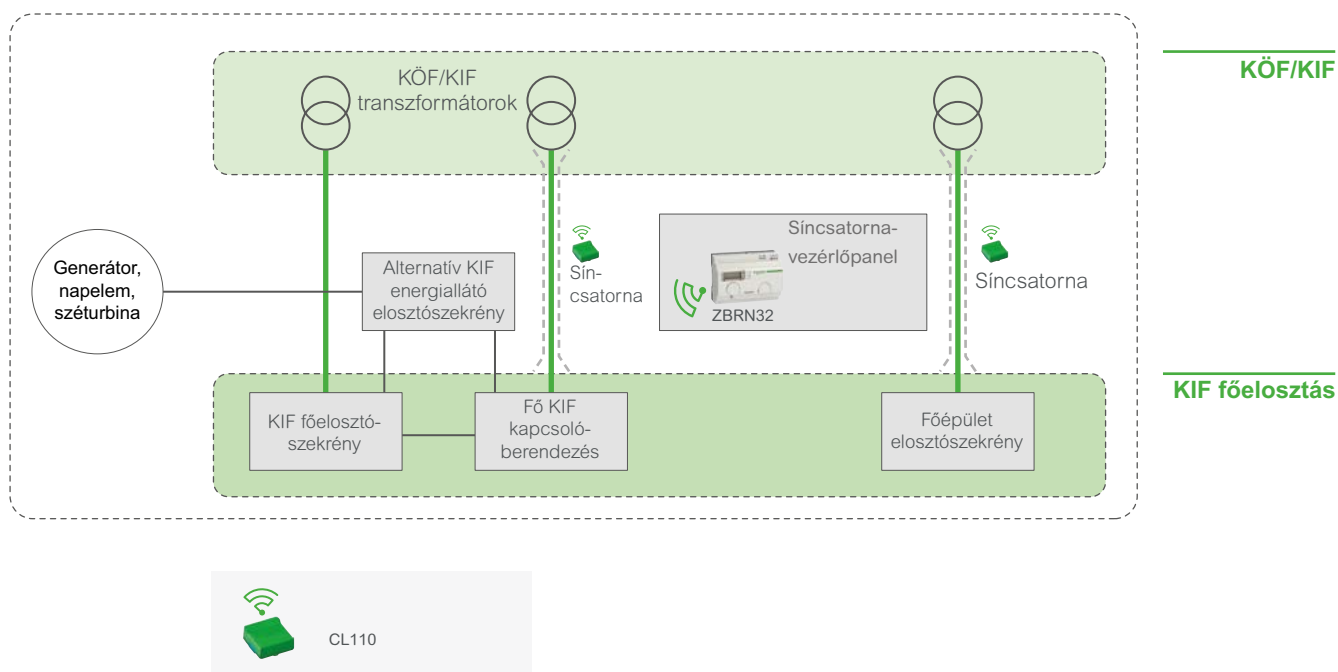 KÖF/KIF
transzformátorok
KÖF/KIF
Generátor,
napelem,
széturbina
Alternatív KIF
energiallátó
elosztószekrény
Sín-
csatorna
Síncsatorna-
vezérlőpanel
ZBRN32
Síncsatorna
KIF főelosztás
KIF főelosztó-
szekrény
Fő KIF
kapcsoló-
berendezés
Főépület
elosztószekrény
CL110